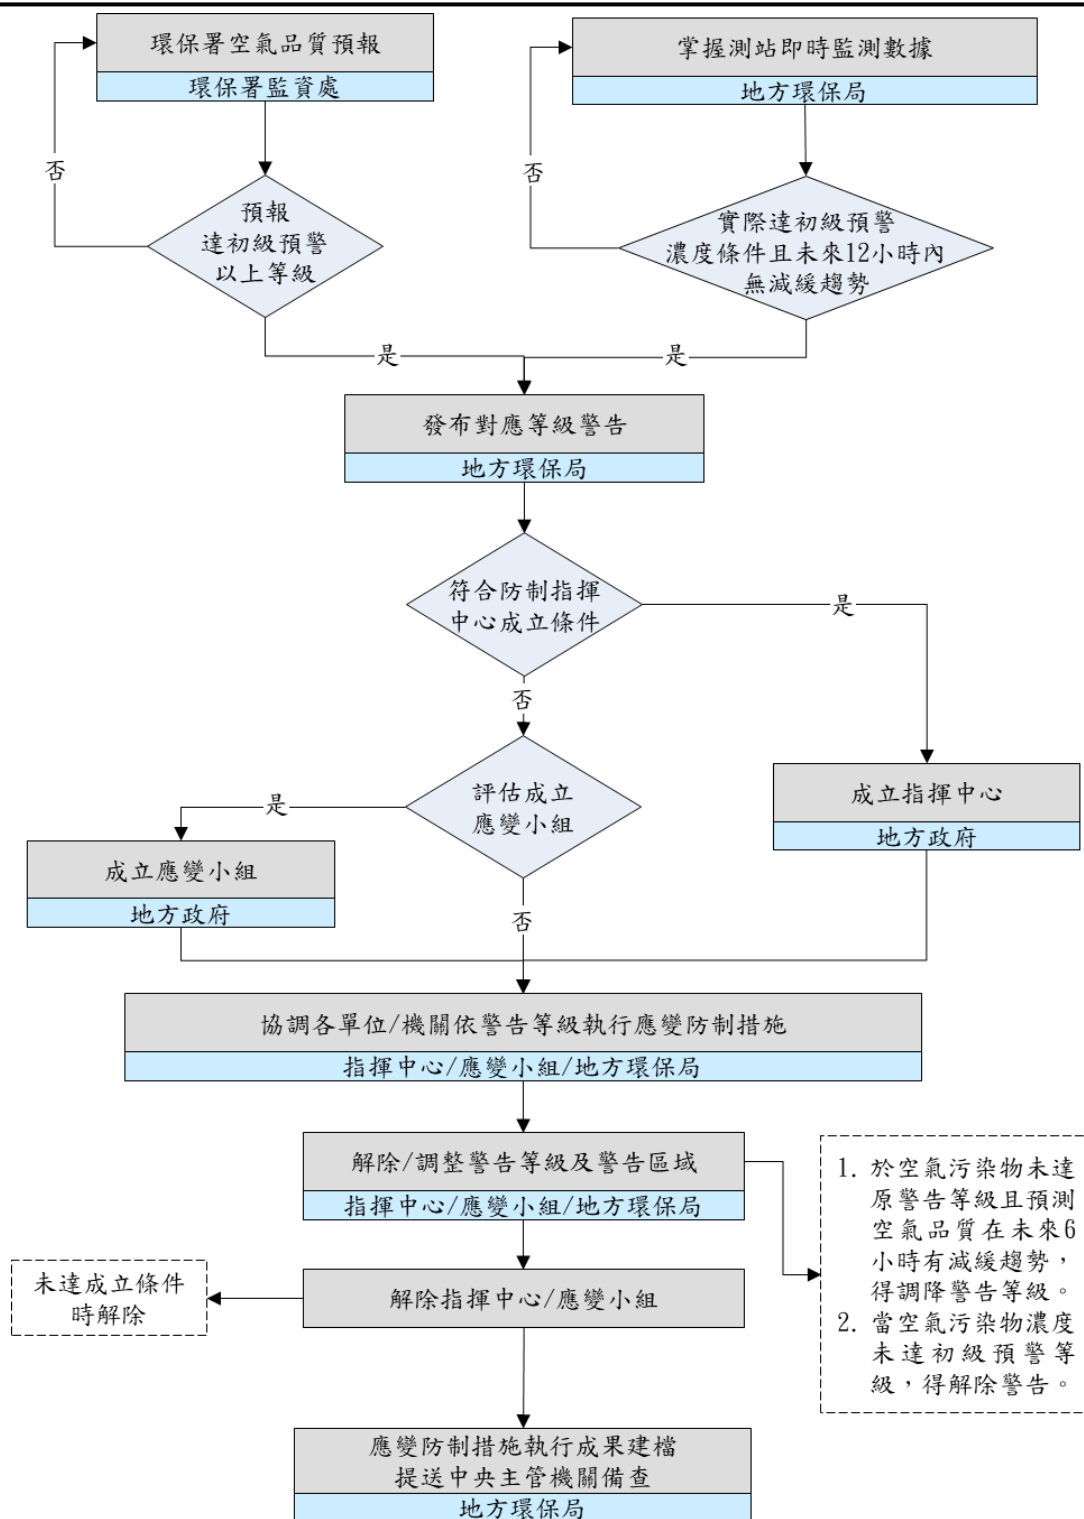 環保署空氣品質預報
環保署監資處
掌握測站即時監測數據
地方環保局
否
否
預報
達初級預警
以上等級
實際達初級預警
濃度條件且未來12小時內
無減緩趨勢
是
是
發布對應等級警告
地方環保局
符合防制指揮
中心成立條件
是
否
評估成立
應變小組
是
成立指揮中心
地方政府
成立應變小組
地方政府
否
協調各單位/機關依警告等級執行應變防制措施
指揮中心/應變小組/地方環保局
解除/調整警告等級及警告區域
指揮中心/應變小組/地方環保局
1. 於空氣污染物未達
原警告等級且預測
空氣品質在未來6
小時有減緩趨勢，
得調降警告等級。
2. 當空氣污染物濃度
未達初級預警等
級，得解除警告。
未達成立條件
時解除
解除指揮中心/應變小組
應變防制措施執行成果建檔
提送中央主管機關備查
地方環保局